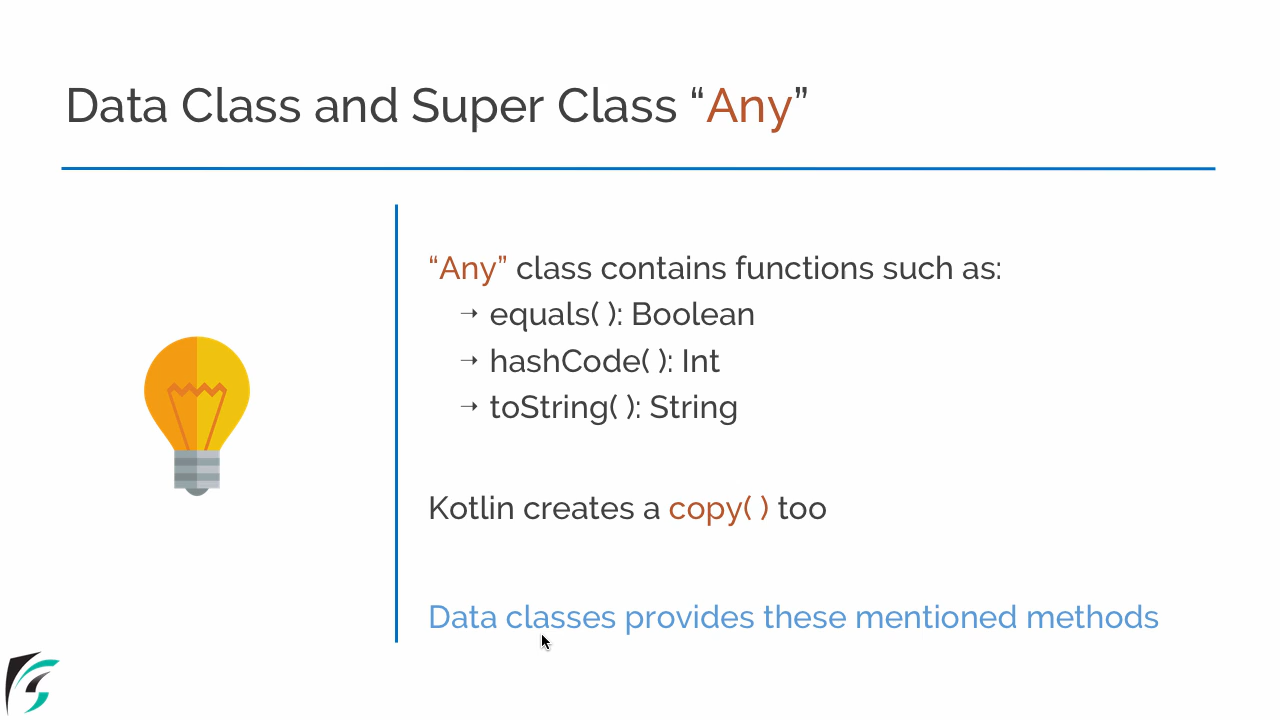 Data Class and Super Class “Any”
“Any” class contains functions such as:
→ equals( ): Boolean
→ hashCode( ): Int
→ toString( ): String
Kotlin creates a copy( ) too
Data classes provides these mentioned methods